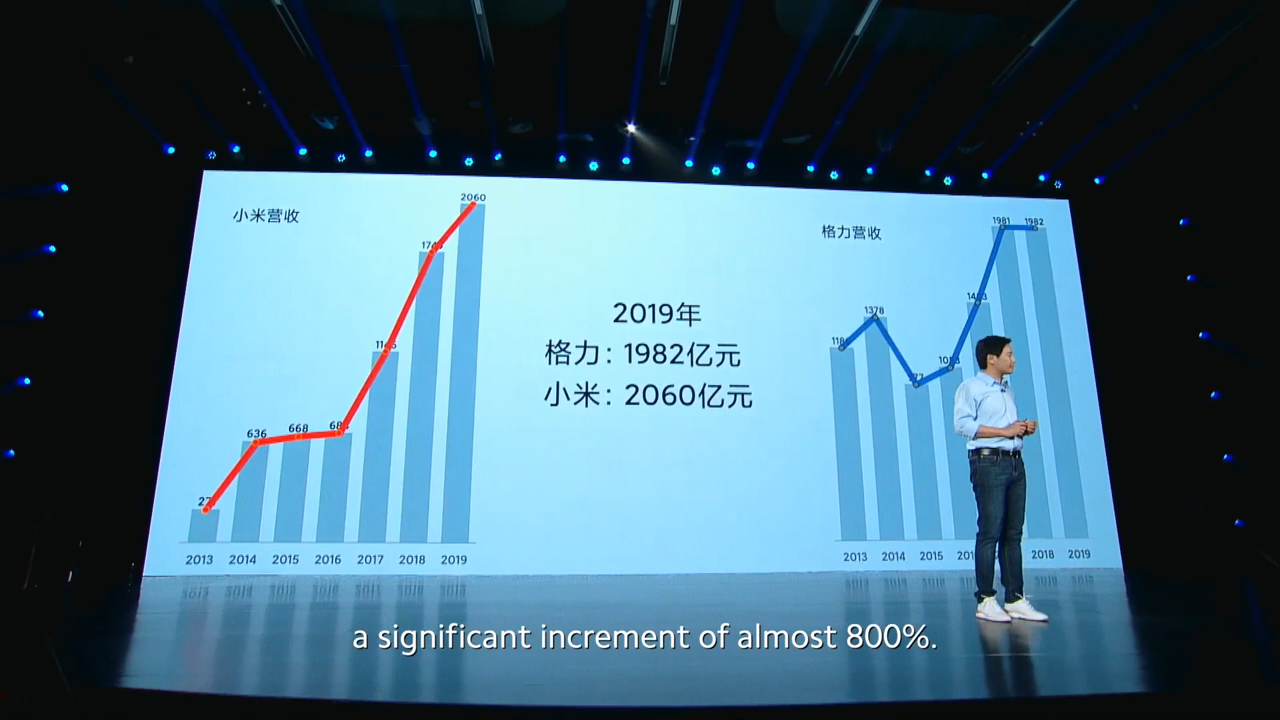 小米营收
2060
636
668
2013 2014 2015 2016 2017 2018 2019
2019年
格力：1982亿元
小米：2060亿元
格力营收
1981
1982
1378
2013 2014 2015 2018 2019
a significant increment of almost 800%.